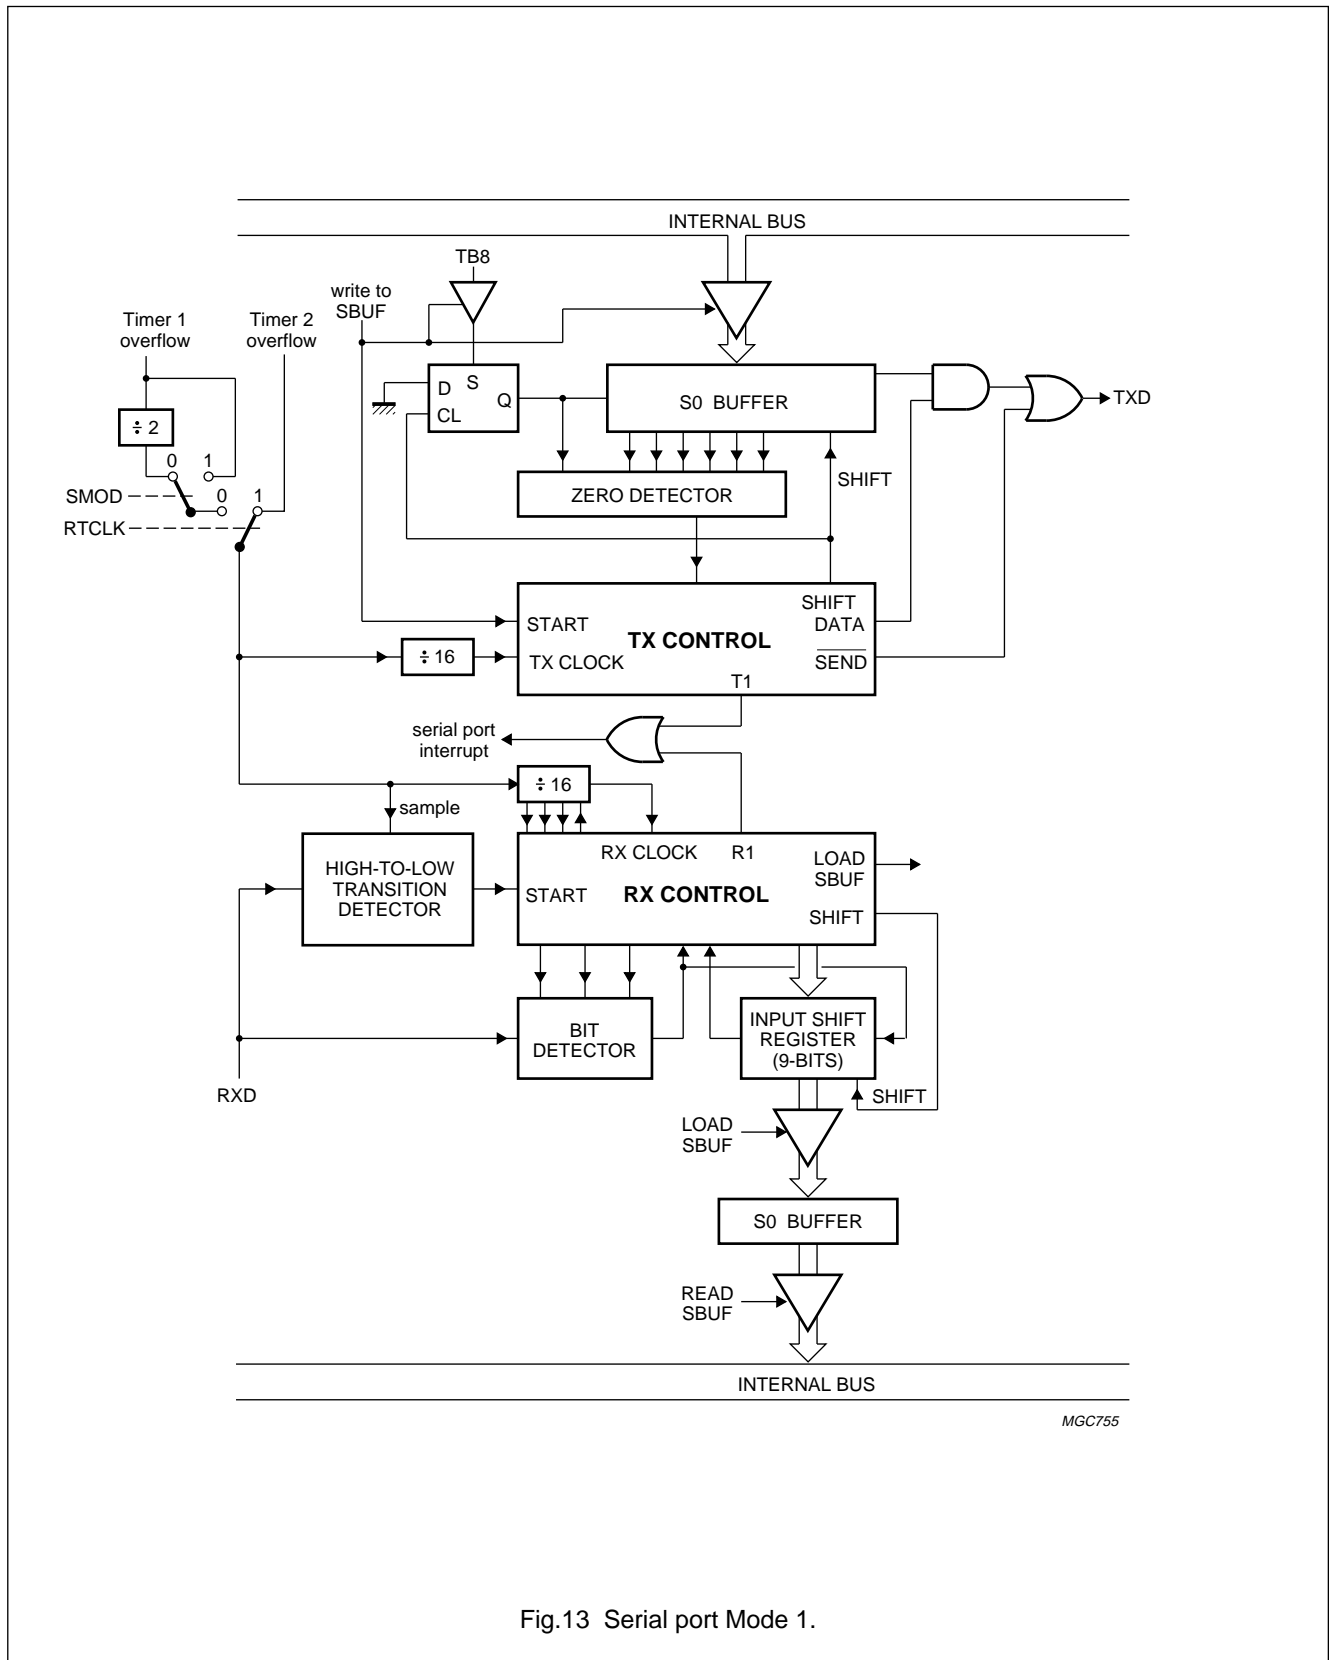 INTERNAL BUS
TB8
write to
SBUF
Timer 1
overflow
Timer 2
overflow
D
S
Q
CL
S0 BUFFER
TXD
÷ 2
0
1
SMOD
0
1
RTCLK
ZERO DETECTOR
SHIFT
START
TX CONTROL
SHIFT
DATA
÷ 16
TX CLOCK
SEND
T1
serial port
interrupt
÷ 16
sample
HIGH-TO-LOW
TRANSITION
DETECTOR
RX CLOCK
R1
LOAD
SBUF
START
RX CONTROL
SHIFT
BIT
DETECTOR
INPUT SHIFT
REGISTER
(9-BITS)
RXD
SHIFT
LOAD
SBUF
S0 BUFFER
READ
SBUF
INTERNAL BUS
MGC755
Fig.13 Serial port Mode 1.